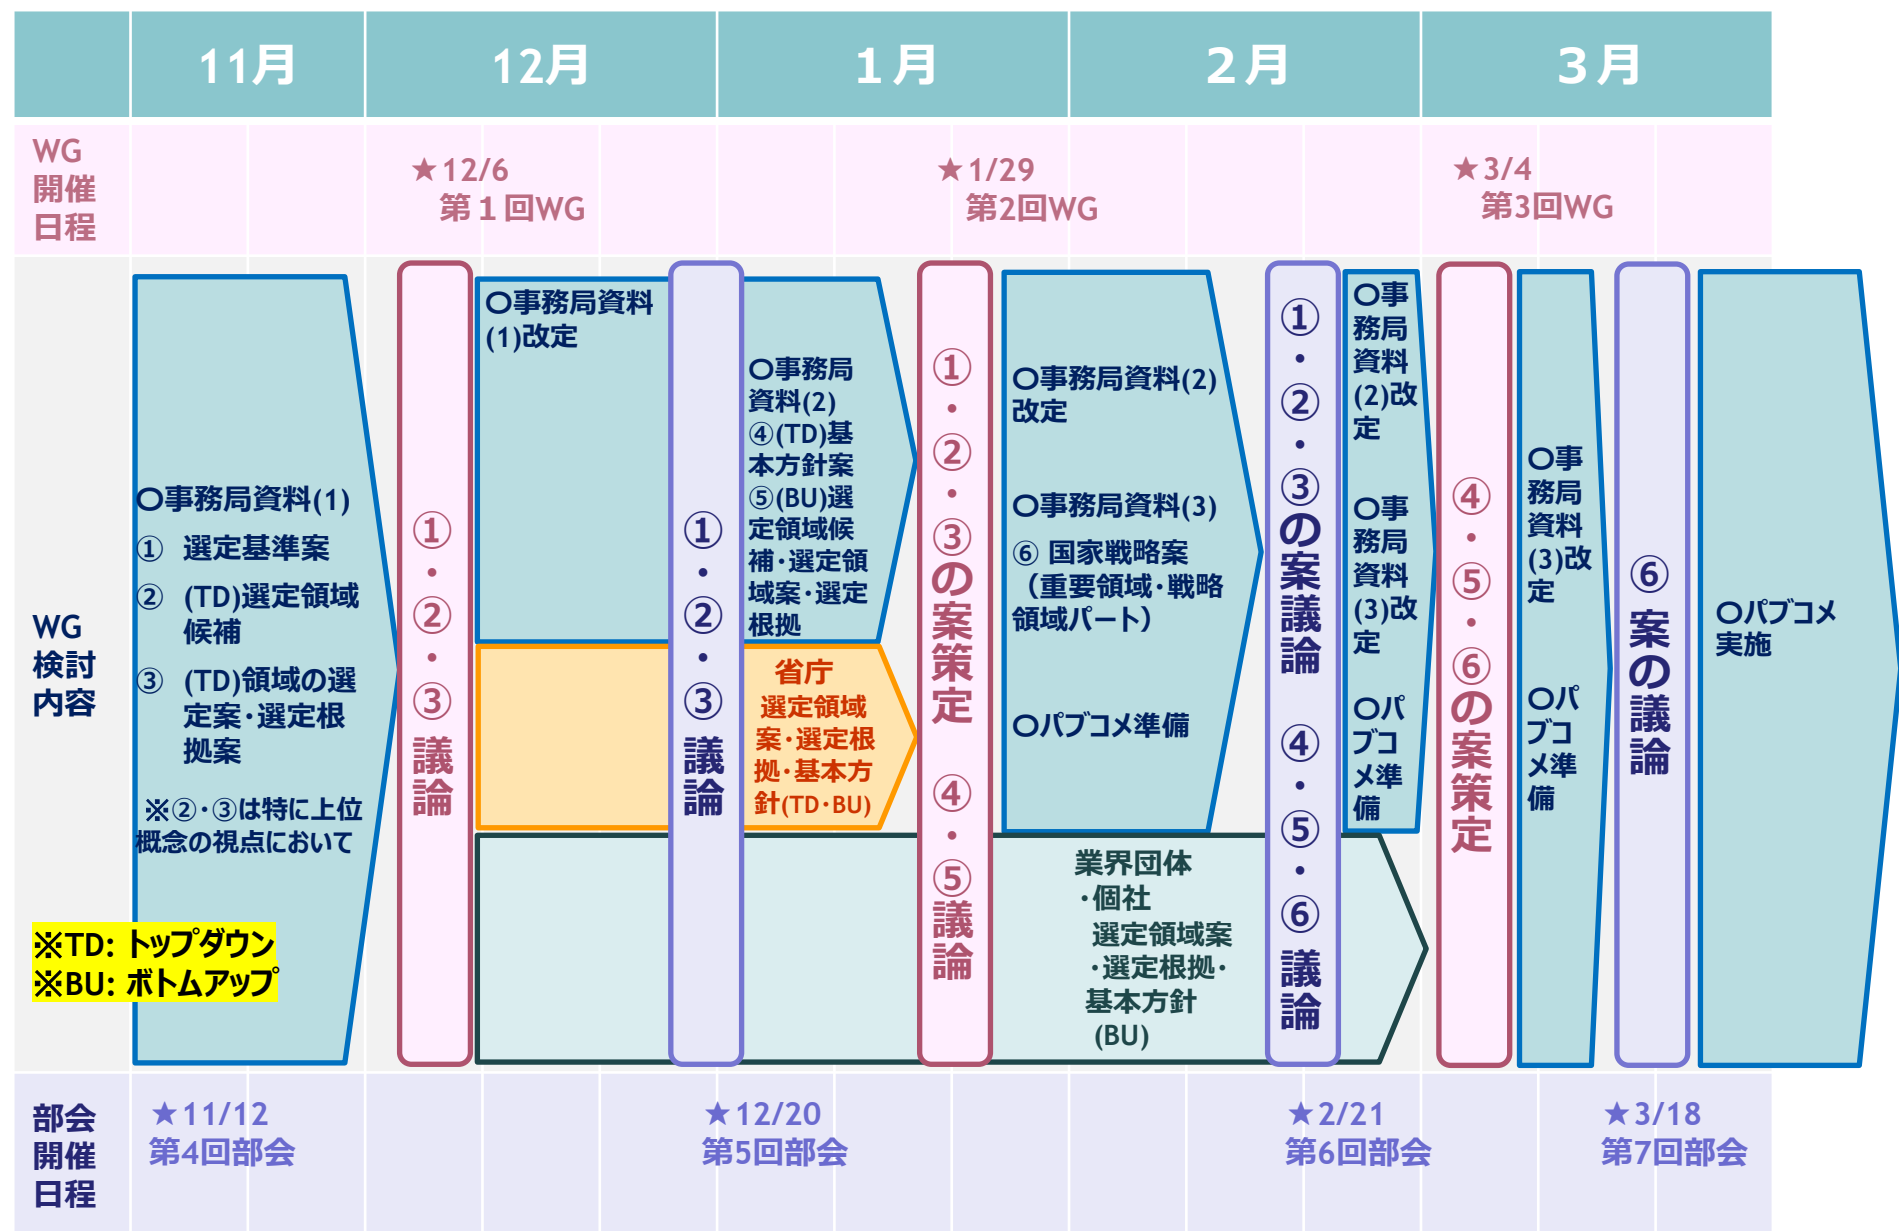 11月
12月
１月
２月
３月
WG
開催
日程
★12/6
第１回WG
★1/29
第2回WG
★3/4
第3回WG
WG
検討
内容
〇事務局資料(1)
① 選定基準案
② (TD)選定領域
候補
③ (TD)領域の選
定案・選定根
拠案
※②・③は特に上位
概念の視点において
①・②・③議論
〇事務局資料
(1)改定
①・②・③議論
〇事務局
資料(2)
④(TD)基
本方針案
⑤(BU)選
定領域候
補・選定領
域案・選定
根拠
省庁
選定領域
案・選定根
拠・基本方
針(TD・BU)
①・②・③の案策定　④・⑤議論
〇事務局資料(2)
改定
〇事務局資料(3)
⑥ 国家戦略案
（重要領域・戦略
領域パート）
〇パブコメ準備
業界団体
・個社
選定領域案
・選定根拠・
基本方針
(BU)
①・②・③の案議論　④・⑤・⑥議論
〇事
務局
資料
(2)改
定
〇事
務局
資料
(3)改
定
〇パ
ブコ
メ準
備
④・⑤・⑥の案策定
〇事
務局
資料
(3)改
定
〇パ
ブコ
メ準
備
⑥案の議論
〇パブコメ
実施
※TD: トップダウン
※BU: ボトムアップ
部会
開催
日程
★11/12
第4回部会
★12/20
第5回部会
★2/21
第6回部会
★3/18
第7回部会